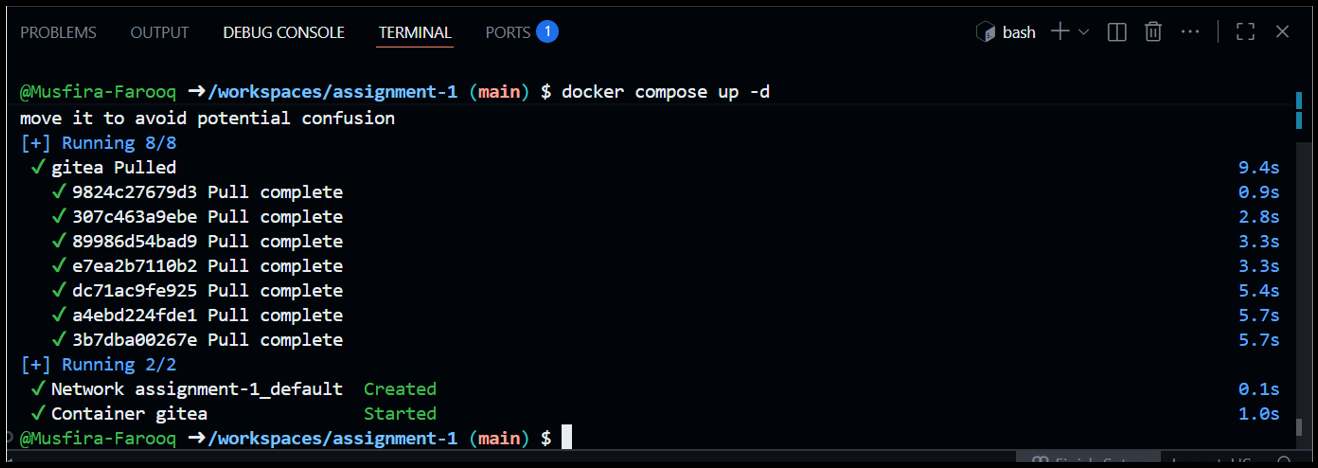 PROBLEMS OUTPUT DEBUG CONSOLE TERMINAL PORTS 1 bash
@Musfira-Farooq ➜/workspaces/assignment-1 (main) $ docker compose up -d
move it to avoid potential confusion
[+] Running 8/8
✓ gitea Pulled 9.4s
✓ 9824c27679d3 Pull complete 0.9s
✓ 307c463a9ebe Pull complete 2.8s
✓ 89986d54bad9 Pull complete 3.3s
✓ e7ea2b7110b2 Pull complete 3.3s
✓ dc71ac9fe925 Pull complete 5.4s
✓ a4ebd224fde1 Pull complete 5.7s
✓ 3b7dba00267e Pull complete 5.7s
[+] Running 2/2
✓ Network assignment-1_default Created 0.1s
✓ Container gitea Started 1.0s
@Musfira-Farooq ➜/workspaces/assignment-1 (main) $